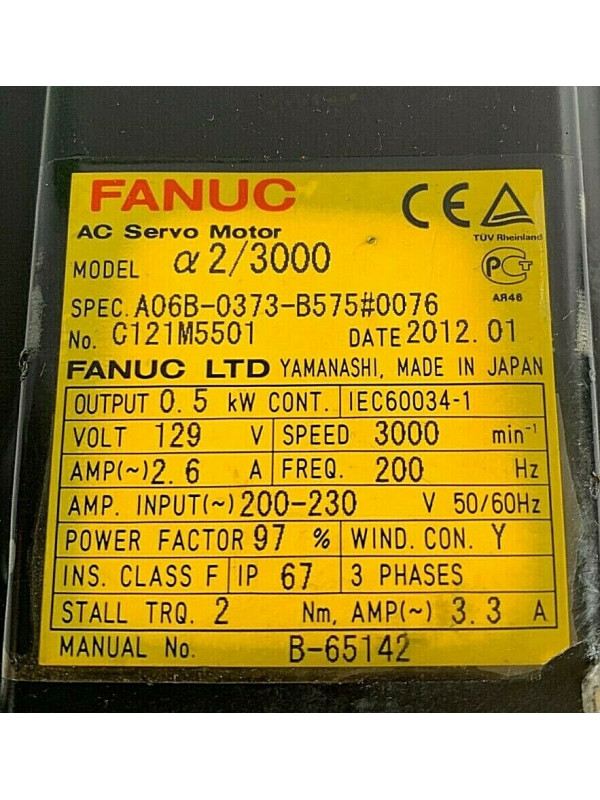 FANUC
CE
TÜV Rheinland
AC Servo Motor
MODEL α2/3000
PCT
АЯ46
SPEC. A06B-0373-B575#0076
No. C121M5501 DATE 2012.01
FANUC LTD YAMANASHI, MADE IN JAPAN
OUTPUT 0.5 kW CONT. IEC60034-1
VOLT 129 V SPEED 3000 min⁻¹
AMP(~) 2.6 A FREQ. 200 Hz
AMP. INPUT(~) 200-230 V 50/60Hz
POWER FACTOR 97 % WIND. CON. Y
INS. CLASS F IP 67 3 PHASES
STALL TRQ. 2 Nm, AMP(~) 3.3 A
MANUAL No. B-65142